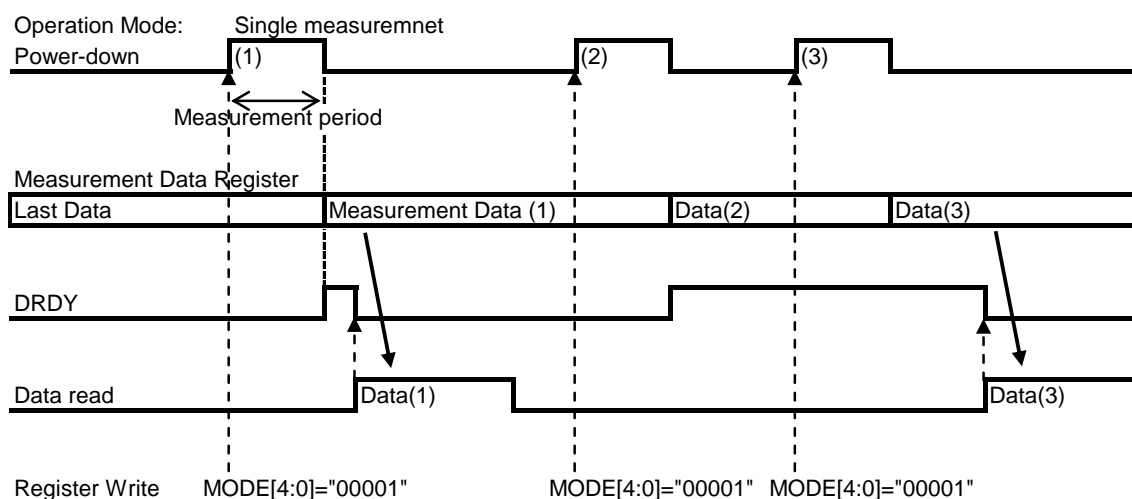 Operation Mode: Single measuremnet
Power-down (1) (2) (3)
Measurement period
Measurement Data Register
Last Data Measurement Data (1) Data(2) Data(3)
DRDY
Data read Data(1) Data(3)
Register Write MODE[4:0]="00001" MODE[4:0]="00001" MODE[4:0]="00001"